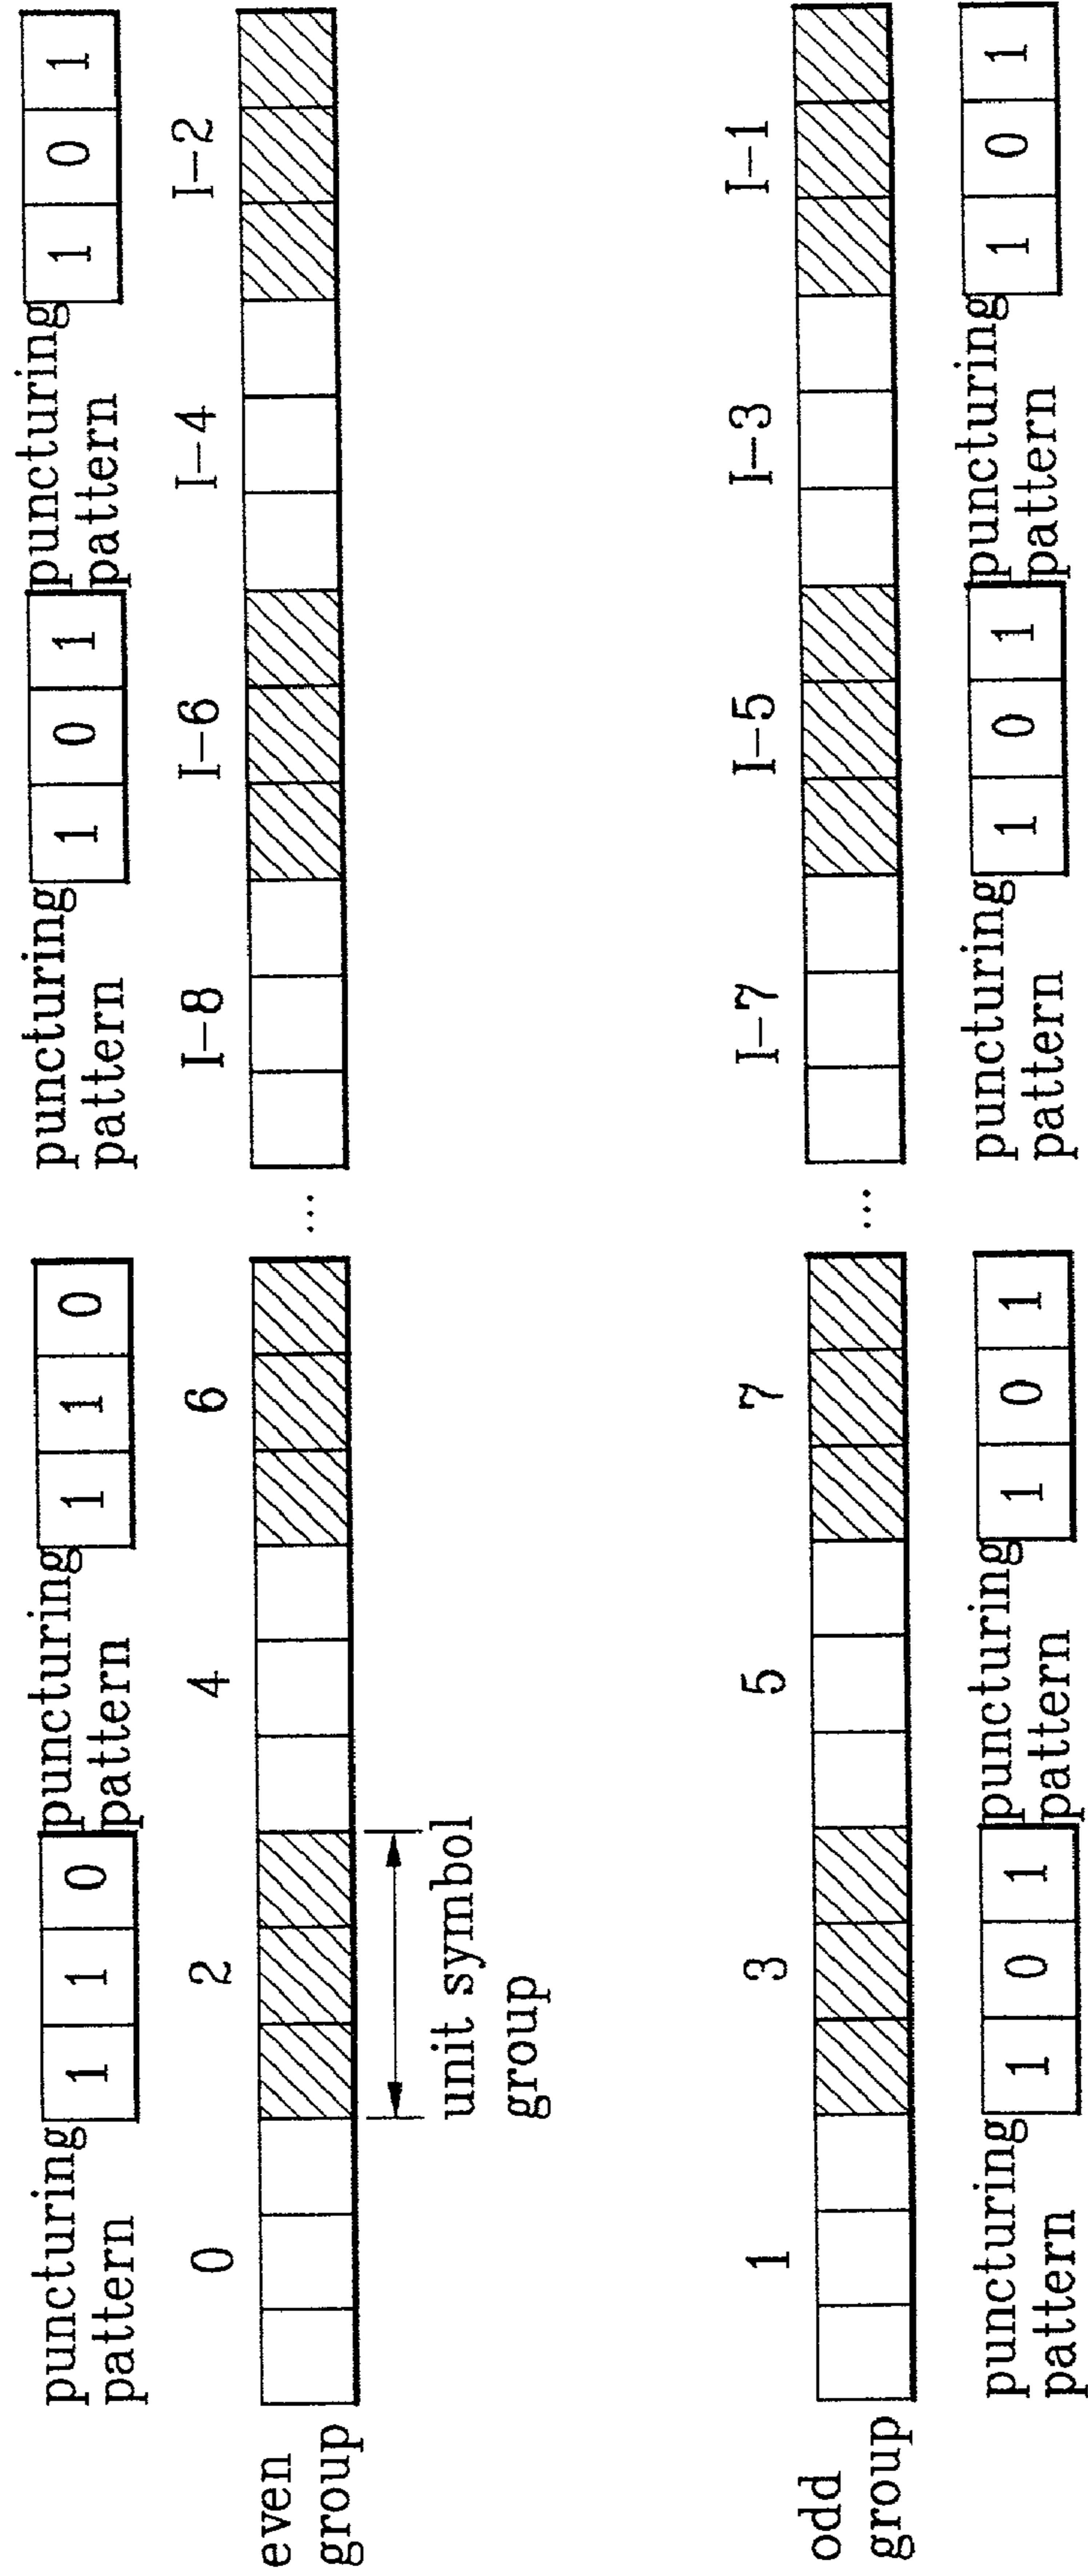 puncturing
pattern
1 1 0
puncturing
pattern
1 1 0
puncturing
pattern
1 0 1
puncturing
pattern
1 0 1
0 2 4 6 I-8 I-6 I-4 I-2
even
group
...
unit symbol
group
1 3 5 7 I-7 I-5 I-3 I-1
odd
group
...
puncturing
pattern
1 0 1
puncturing
pattern
1 0 1
puncturing
pattern
1 0 1
puncturing
pattern
1 0 1